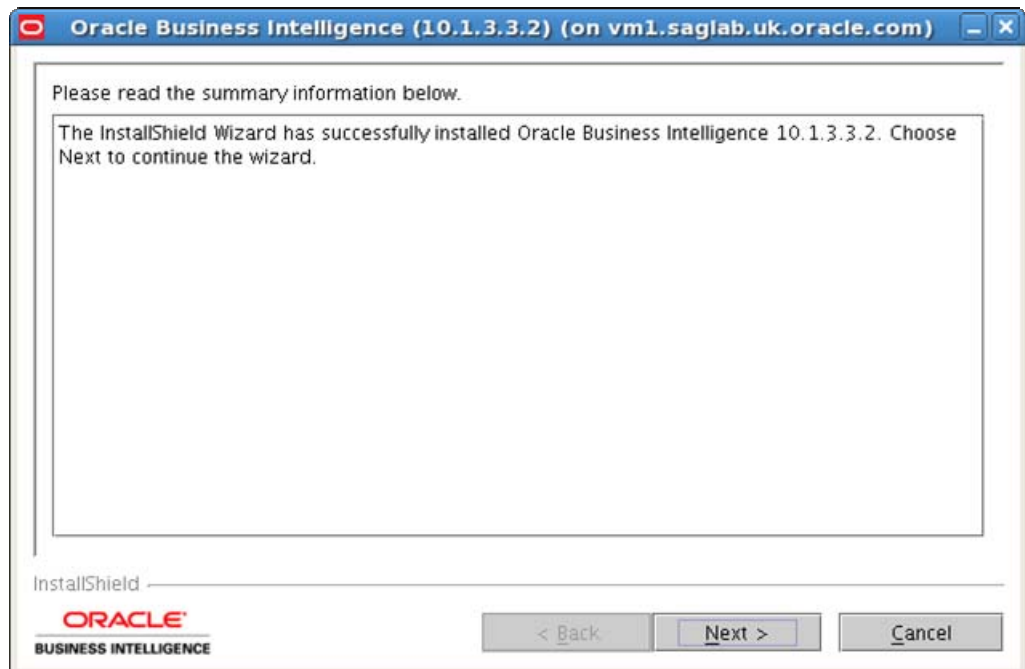 Oracle Business Intelligence (10.1.3.3.2) (on vm1.saglab.uk.oracle.com)
Please read the summary information below.
The InstallShield Wizard has successfully installed Oracle Business Intelligence 10.1.3.3.2. Choose
Next to continue the wizard.
InstallShield
ORACLE
BUSINESS INTELLIGENCE
< Back
Next >
Cancel